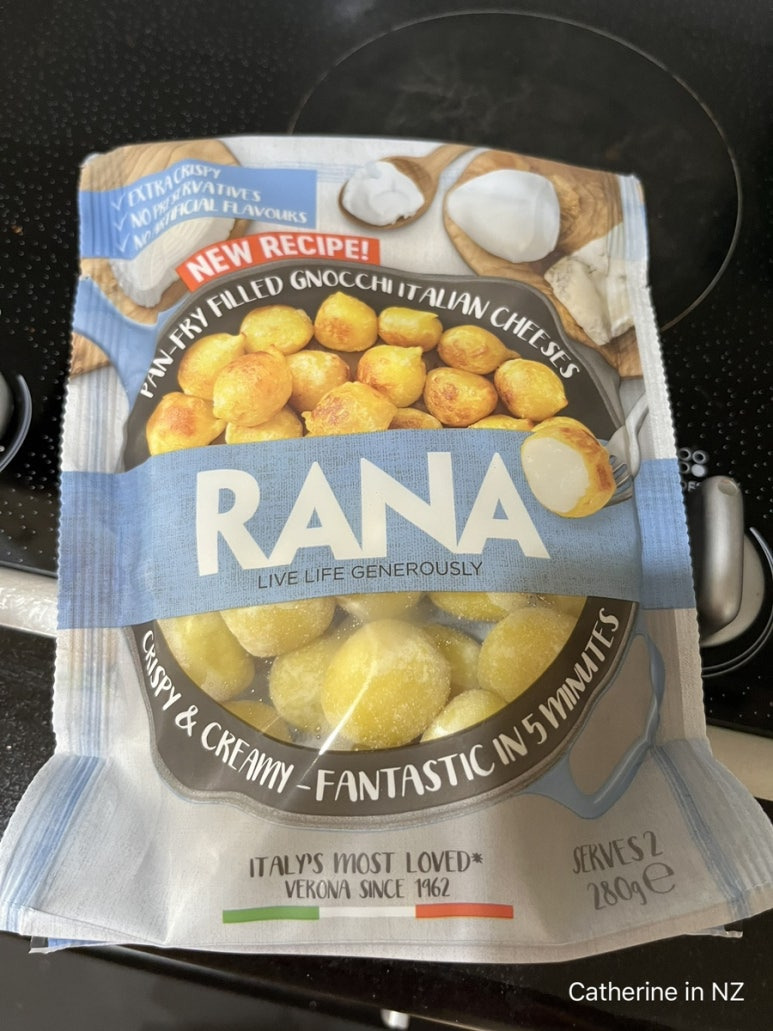 EXTRA CRISPY
NO PRESERVATIVES
NO ARTIFICIAL FLAVOURS
NEW RECIPE!
PAN-FRY FILLED GNOCCHI ITALIAN CHEESES
RANA
LIVE LIFE GENEROUSLY
CRISPY & CREAMY - FANTASTIC IN 5 MINUTES
ITALY'S MOST LOVED*
VERONA SINCE 1962
SERVES 2
280g e
Catherine in NZ